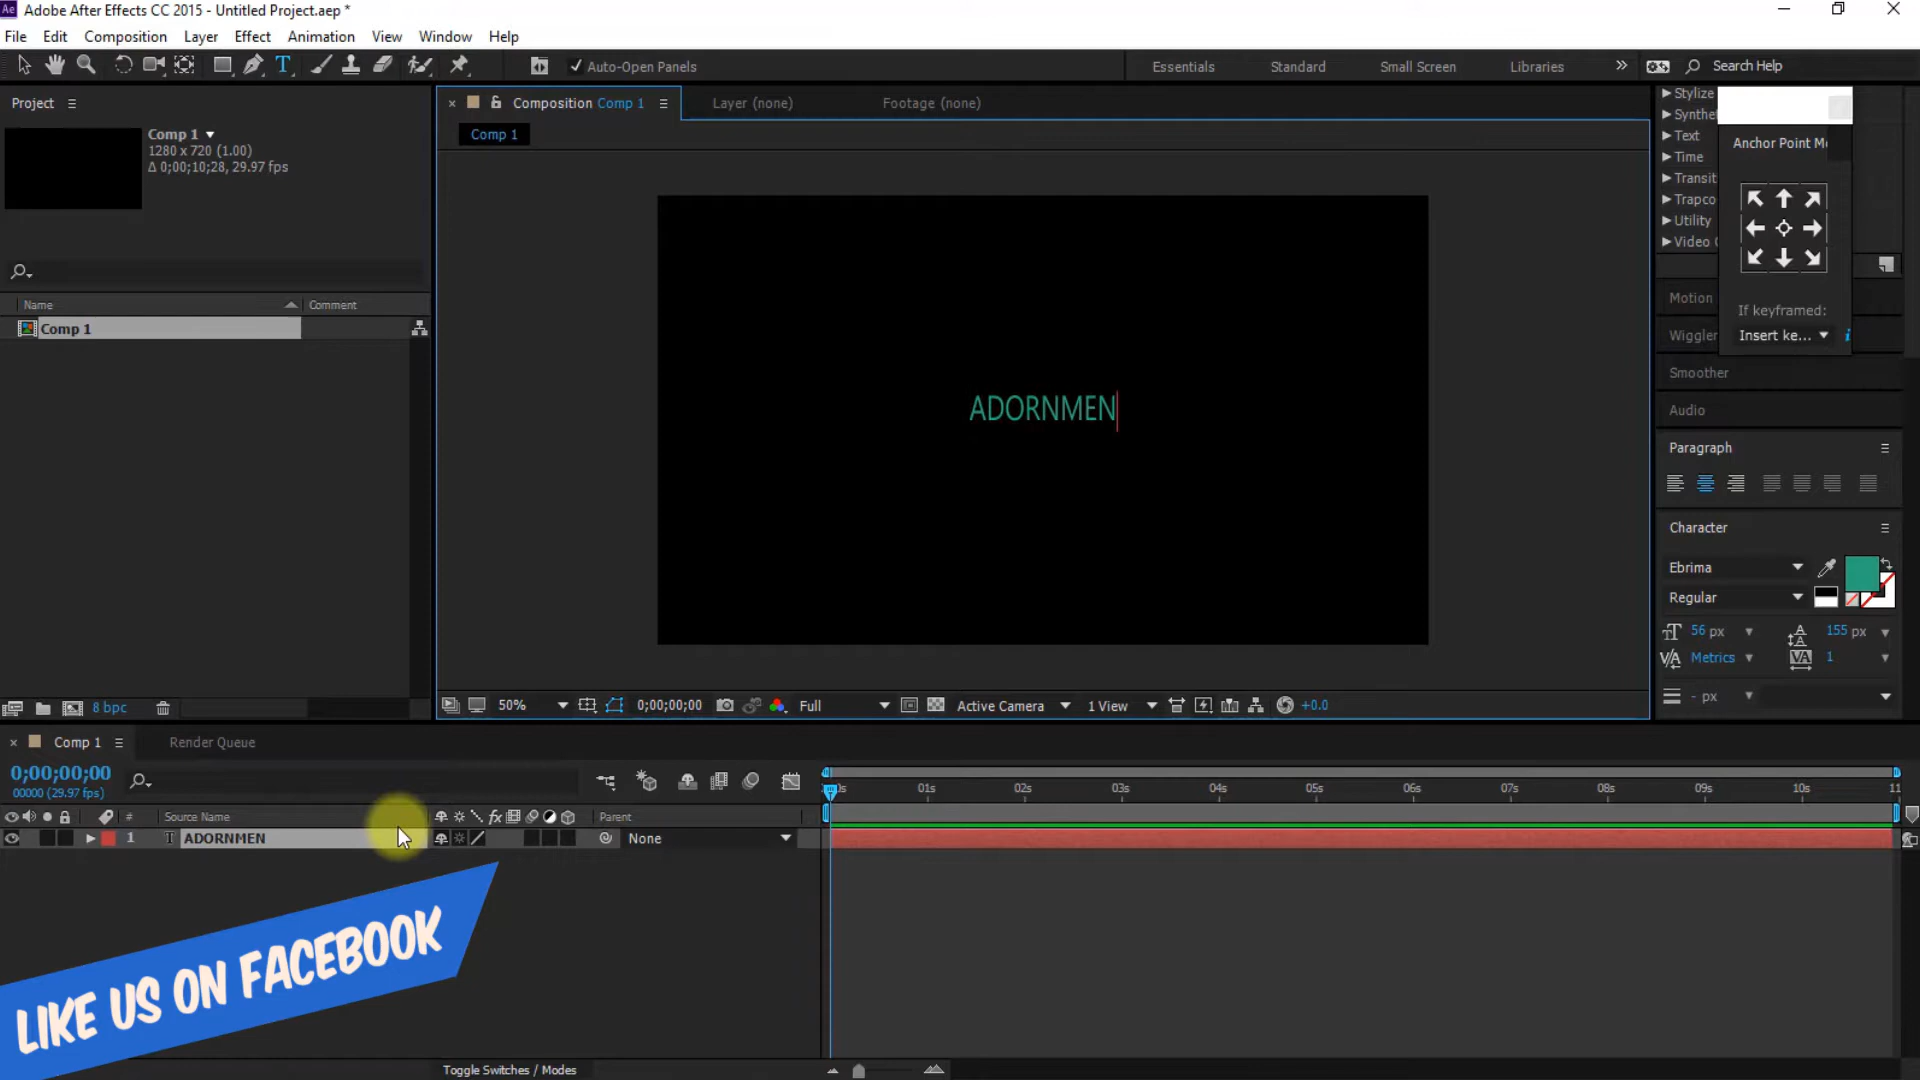 Ae Adobe After Effects CC 2015 - Untitled Project.aep *
File Edit Composition Layer Effect Animation View Window Help
T Auto-Open Panels Essentials Standard Small Screen Libraries Search Help
Project
Comp 1
1280 x 720 (1.00)
Δ 0;00;10;28, 29.97 fps
Name Comment
Comp 1
8 bpc
Composition Comp 1 Layer (none) Footage (none)
Comp 1
ADORNMEN
50% 0;00;00;00 Full Active Camera 1 View +0.0
Stylize
Synthe
Text
Time
Transit
Trapco
Utility
Video
Anchor Point M
If keyframed:
Insert ke...
Motion
Wiggler
Smoother
Audio
Paragraph
Character
Ebrima
Regular
56 px 155 px
Metrics 1
- px
Comp 1 Render Queue
0;00;00;00
00000 (29.97 fps)
01s 02s 03s 04s 05s 06s 07s 08s 09s 10s 11
# Source Name fx Parent
1 T ADORNMEN None
LIKE US ON FACEBOOK
Toggle Switches / Modes